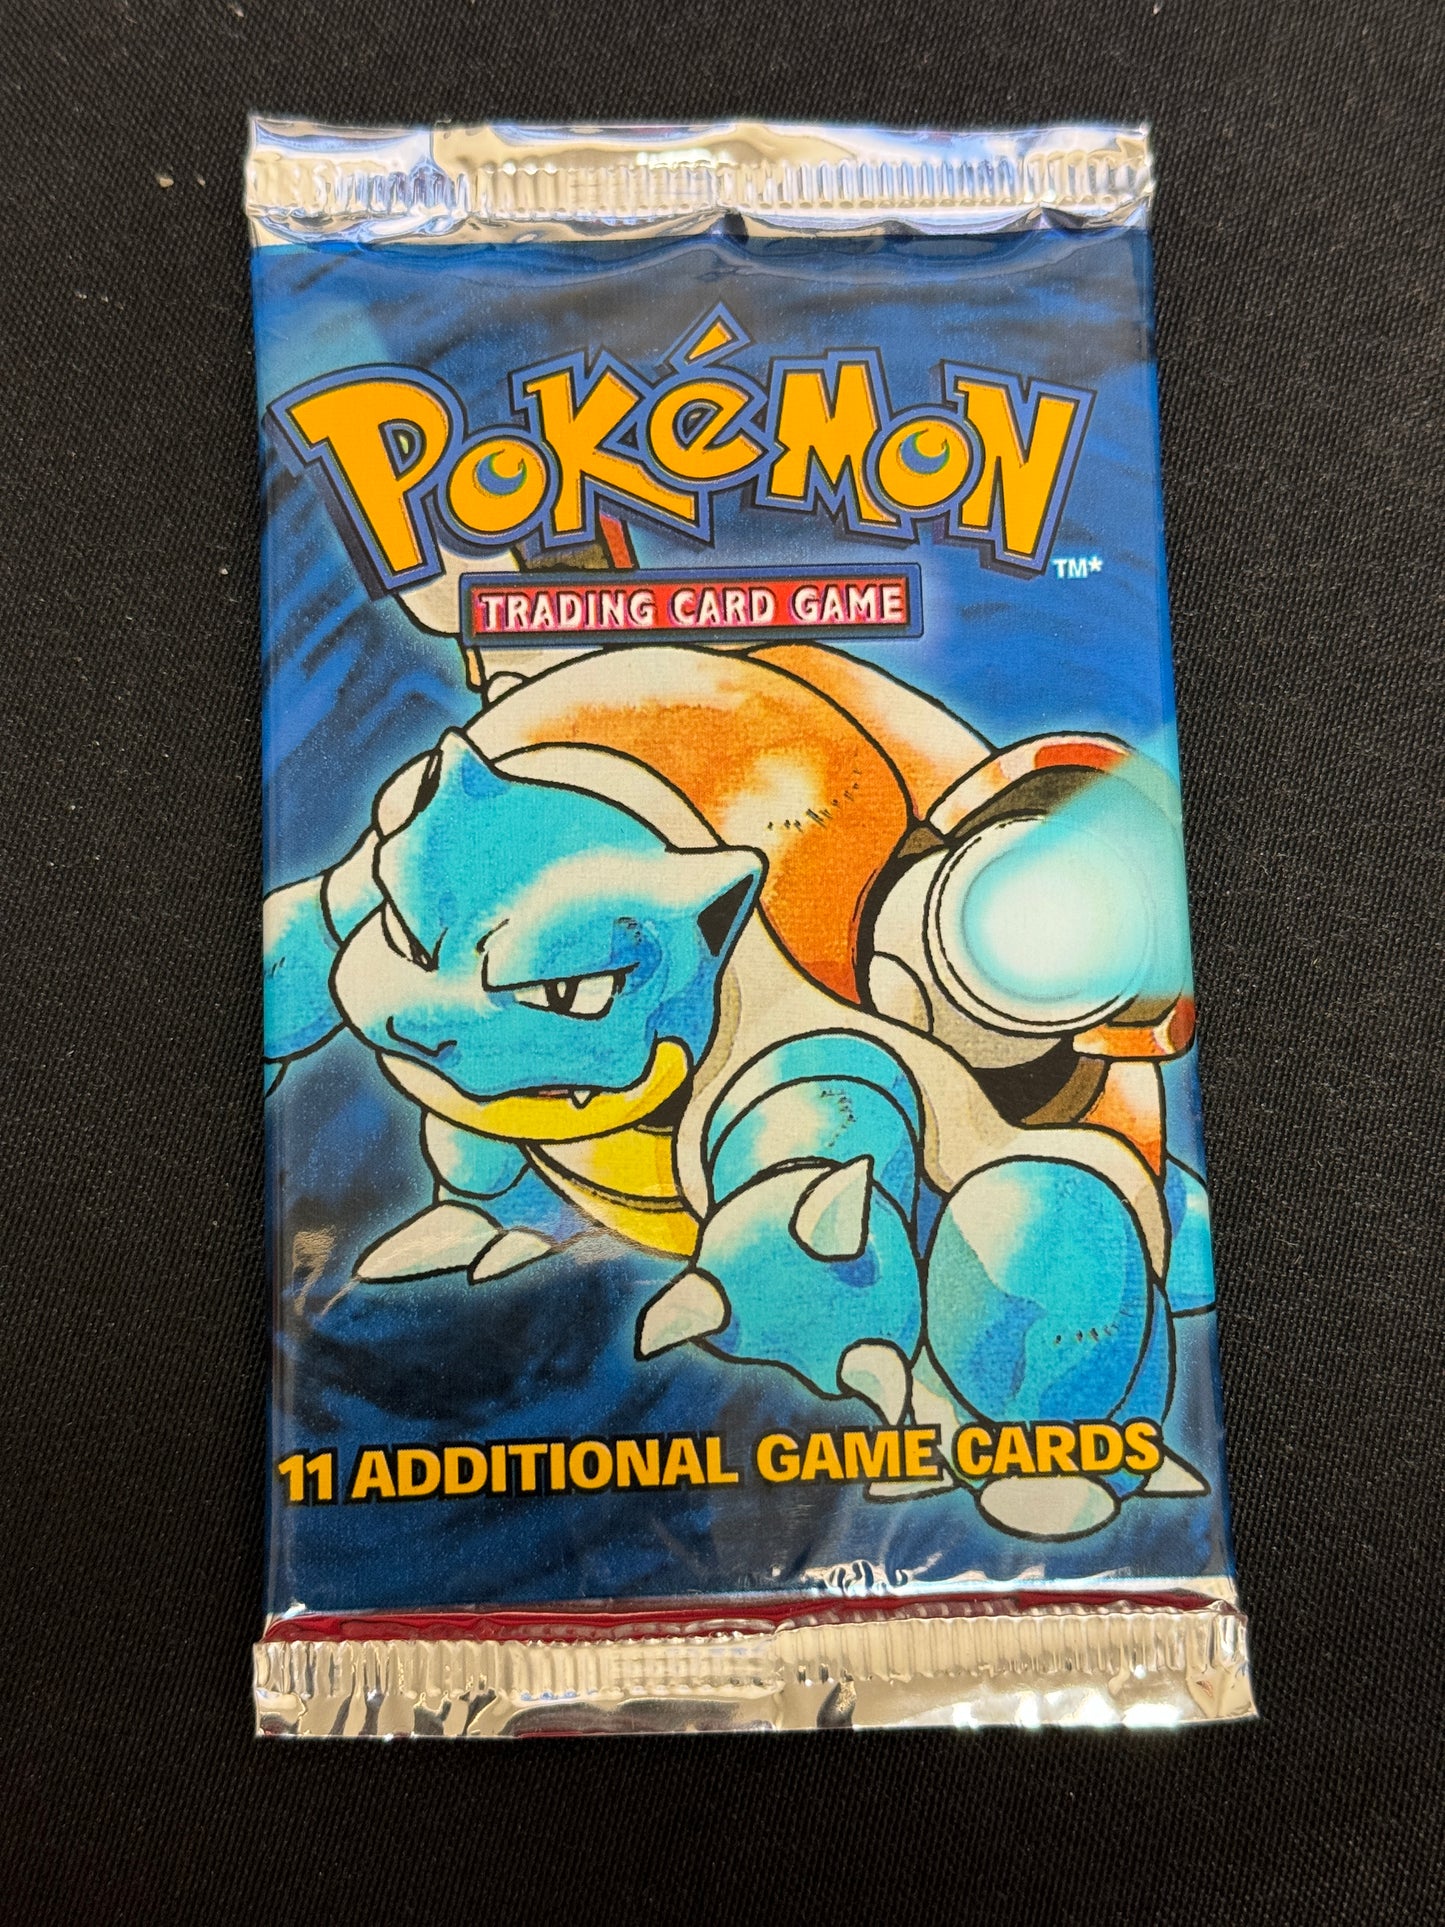 POKéMON
TM*
TRADING CARD GAME
11 ADDITIONAL GAME CARDS